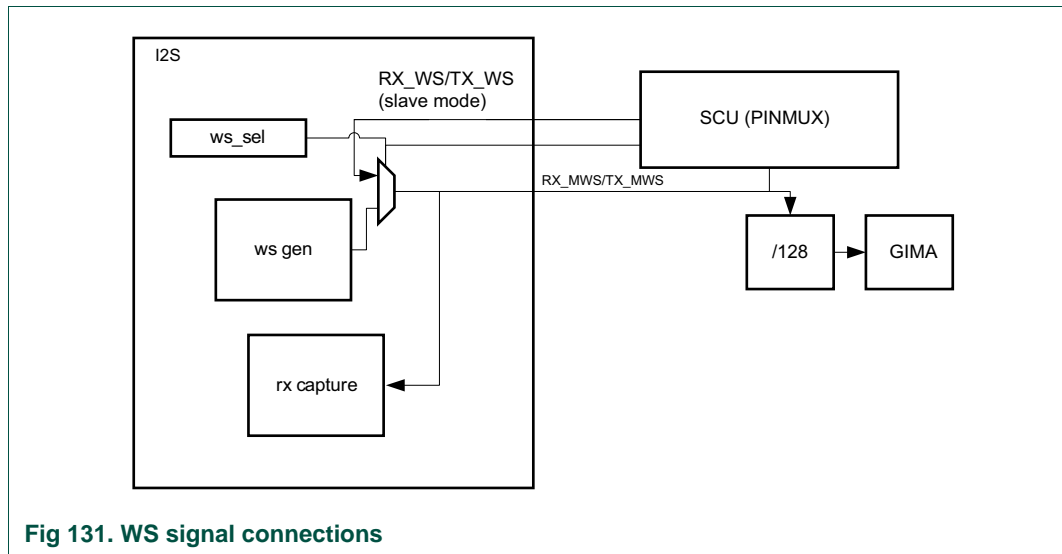 I2S
RX_WS/TX_WS
(slave mode)
SCU (PINMUX)
ws_sel
RX_MWS/TX_MWS
ws gen
/128
GIMA
rx capture
Fig 131. WS signal connections